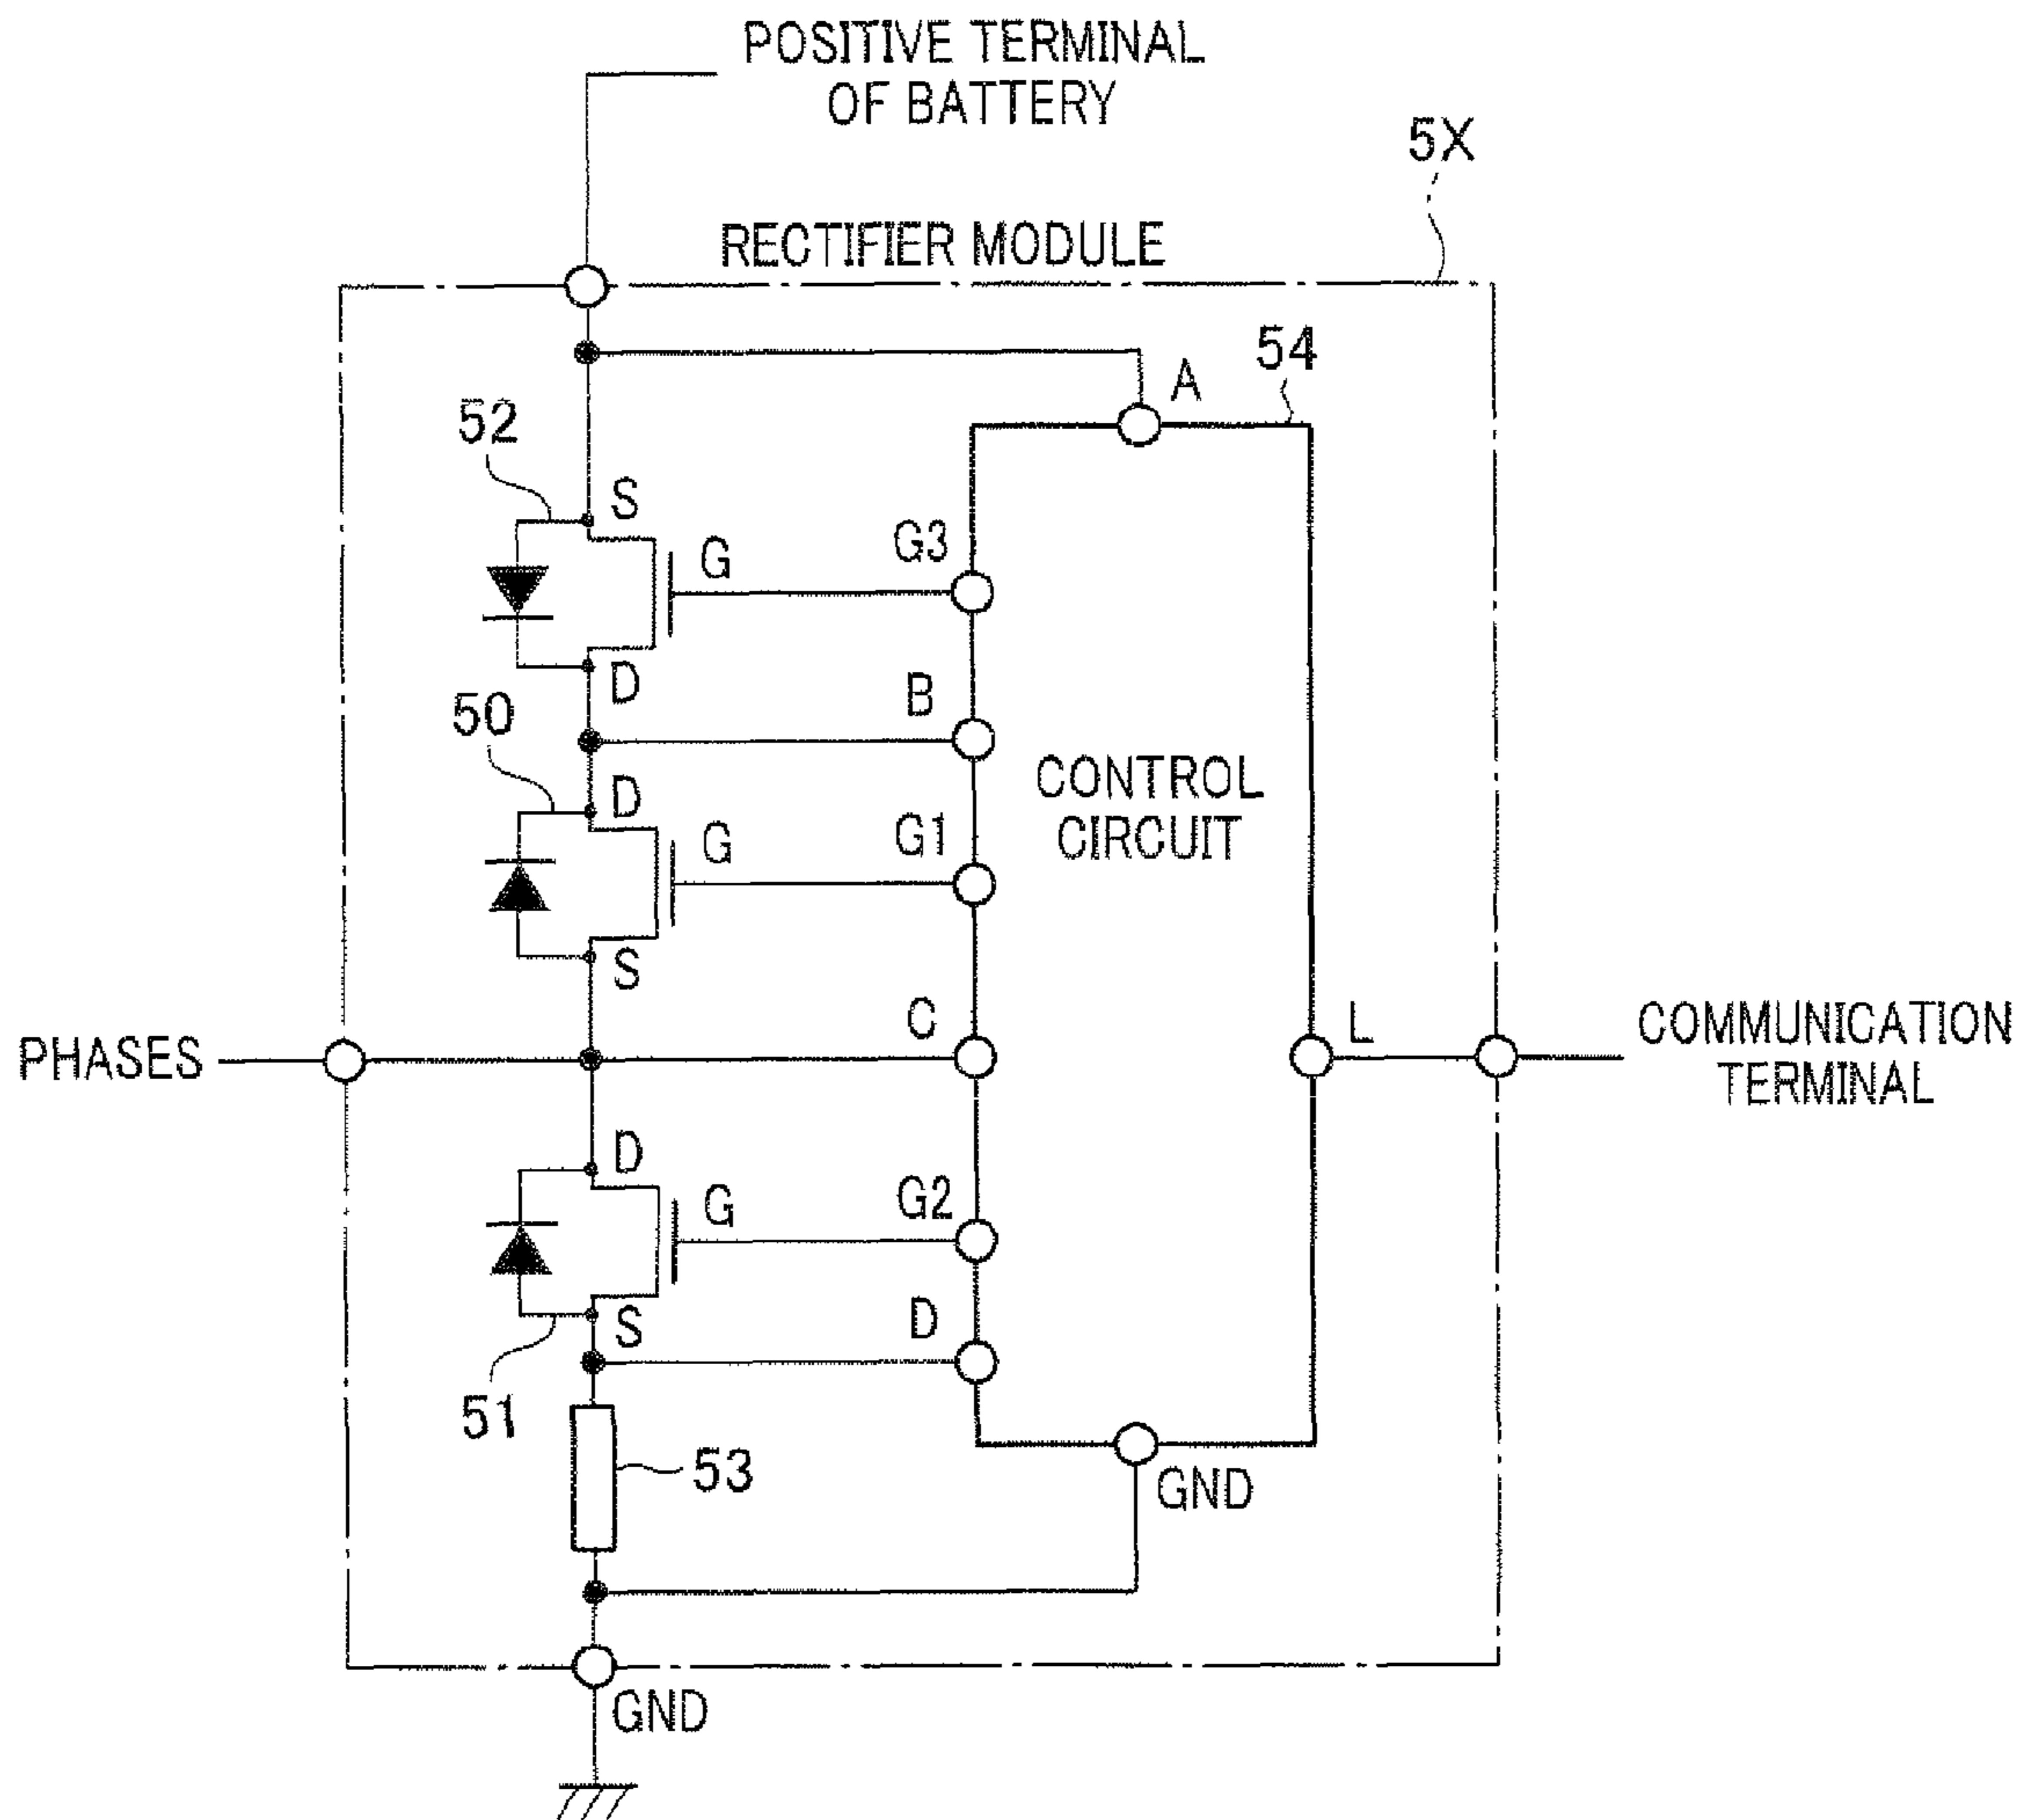 POSITIVE TERMINAL
OF BATTERY
5X
RECTIFIER MODULE
54
A
52
S
G3
G
D
B
50
D
CONTROL
CIRCUIT
G1
G
S
C
L
PHASES
COMMUNICATION
TERMINAL
D
G2
G
D
S
51
53
GND
GND